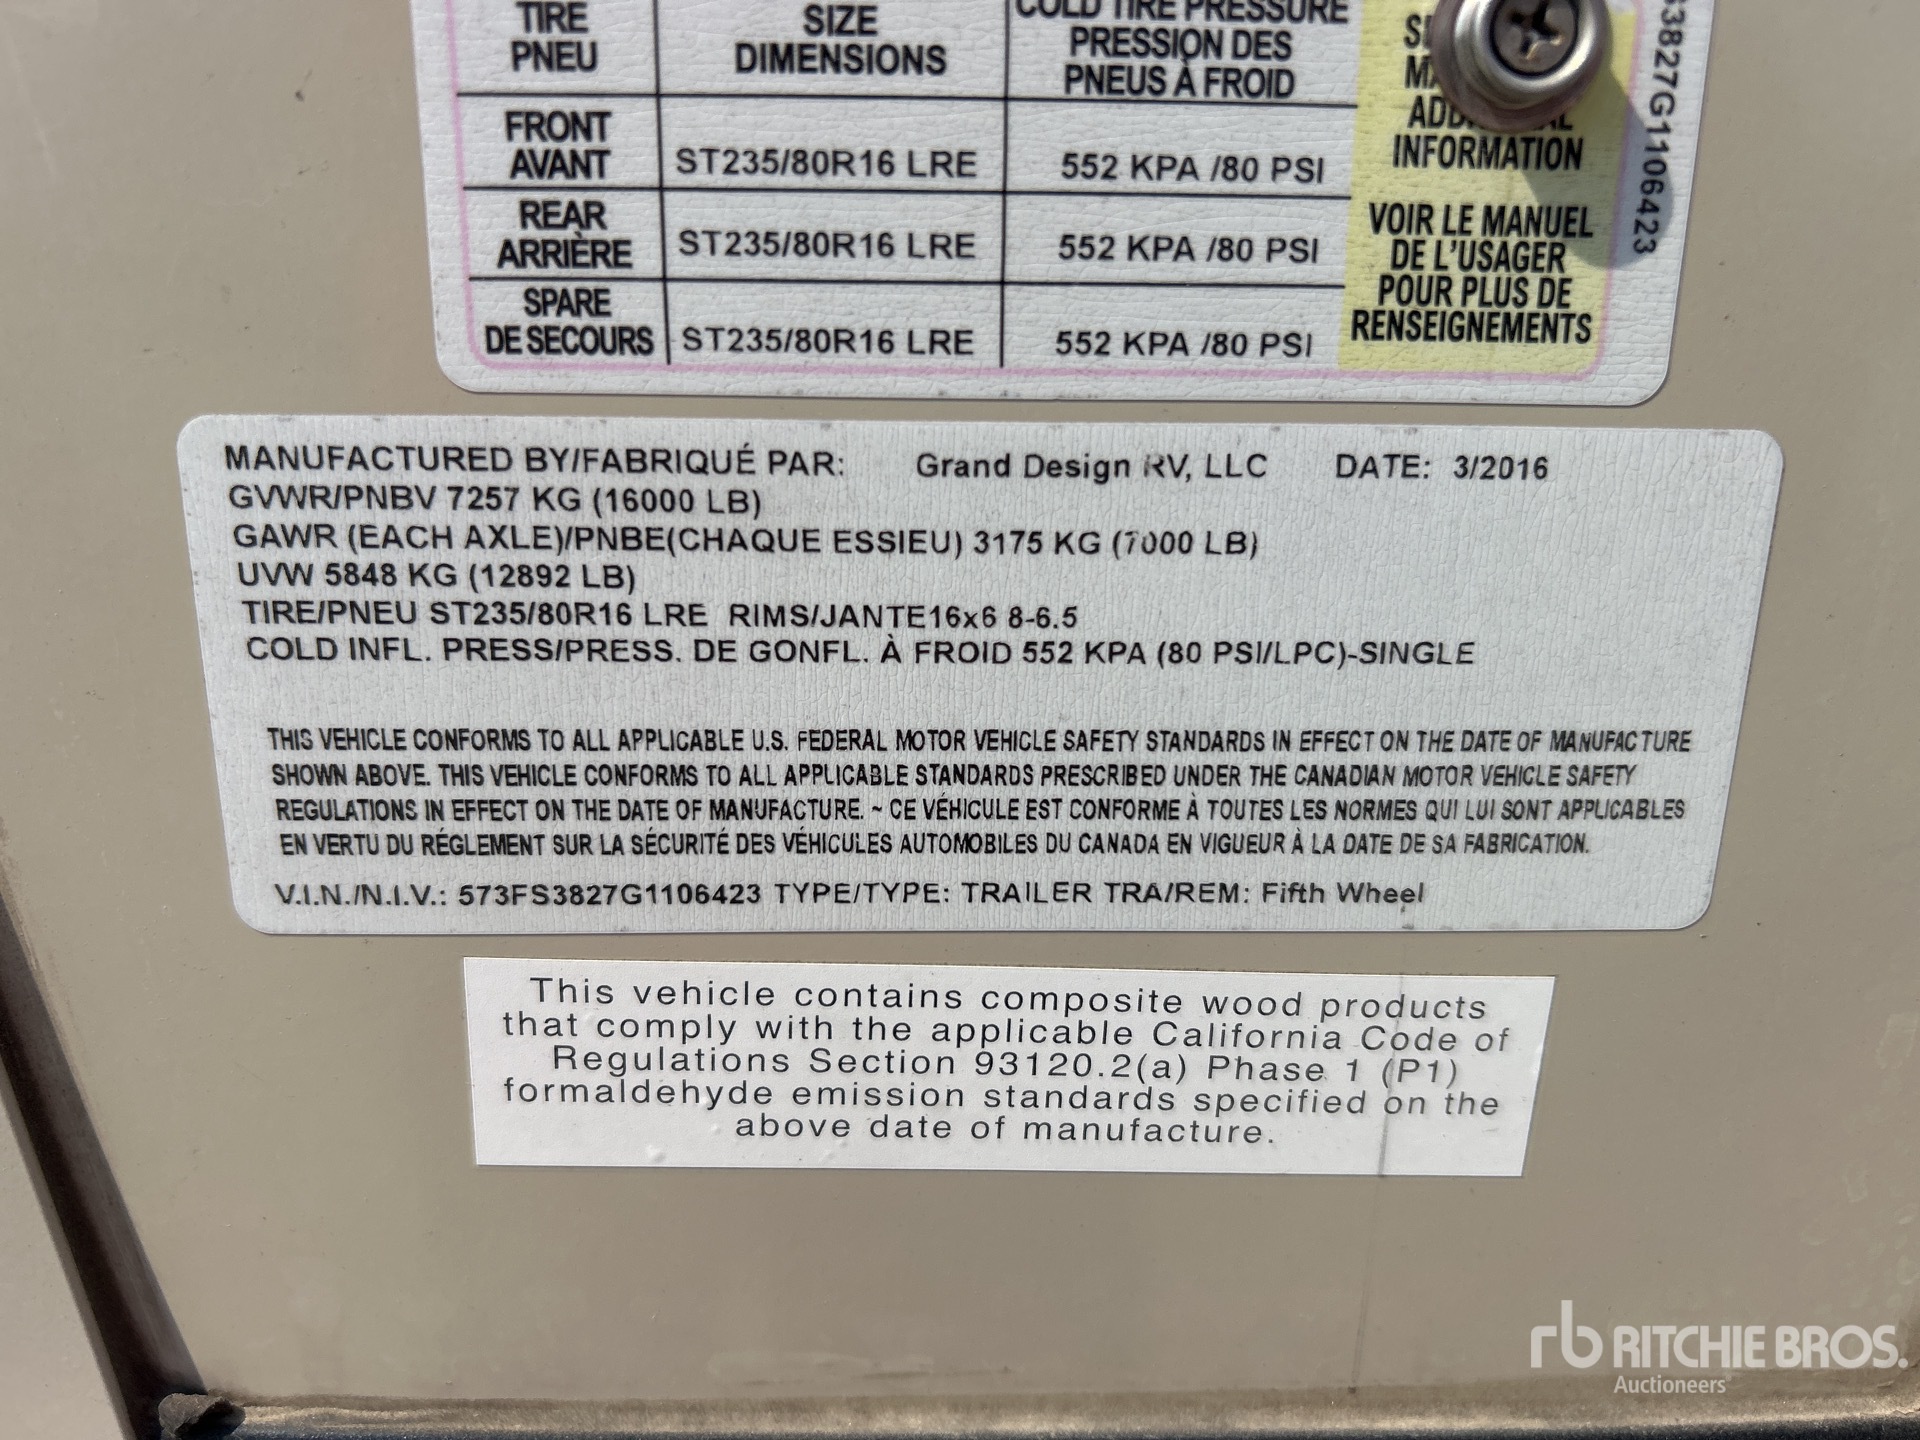 TIRE SIZE COLD TIRE PRESSURE
PNEU DIMENSIONS PRESSION DES
PNEUS À FROID
FRONT
AVANT ST235/80R16 LRE 552 KPA /80 PSI
REAR
ARRIÈRE ST235/80R16 LRE 552 KPA /80 PSI
SPARE
DE SECOURS ST235/80R16 LRE 552 KPA /80 PSI
INFORMATION
VOIR LE MANUEL
DE L'USAGER
POUR PLUS DE
RENSEIGNEMENTS
3827G1106423
MANUFACTURED BY/FABRIQUÉ PAR: Grand Design RV, LLC DATE: 3/2016
GVWR/PNBV 7257 KG (16000 LB)
GAWR (EACH AXLE)/PNBE(CHAQUE ESSIEU) 3175 KG (7000 LB)
UVW 5848 KG (12892 LB)
TIRE/PNEU ST235/80R16 LRE RIMS/JANTE16x6 8-6.5
COLD INFL. PRESS/PRESS. DE GONFL. À FROID 552 KPA (80 PSI/LPC)-SINGLE
THIS VEHICLE CONFORMS TO ALL APPLICABLE U.S. FEDERAL MOTOR VEHICLE SAFETY STANDARDS IN EFFECT ON THE DATE OF MANUFACTURE
SHOWN ABOVE. THIS VEHICLE CONFORMS TO ALL APPLICABLE STANDARDS PRESCRIBED UNDER THE CANADIAN MOTOR VEHICLE SAFETY
REGULATIONS IN EFFECT ON THE DATE OF MANUFACTURE. ~ CE VÉHICULE EST CONFORME À TOUTES LES NORMES QUI LUI SONT APPLICABLES
EN VERTU DU RÉGLEMENT SUR LA SÉCURITÉ DES VÉHICULES AUTOMOBILES DU CANADA EN VIGUEUR À LA DATE DE SA FABRICATION.
V.I.N./N.I.V.: 573FS3827G1106423 TYPE/TYPE: TRAILER TRA/REM: Fifth Wheel
This vehicle contains composite wood products
that comply with the applicable California Code of
Regulations Section 93120.2(a) Phase 1 (P1)
formaldehyde emission standards specified on the
above date of manufacture.
rb RITCHIE BROS.
Auctioneers